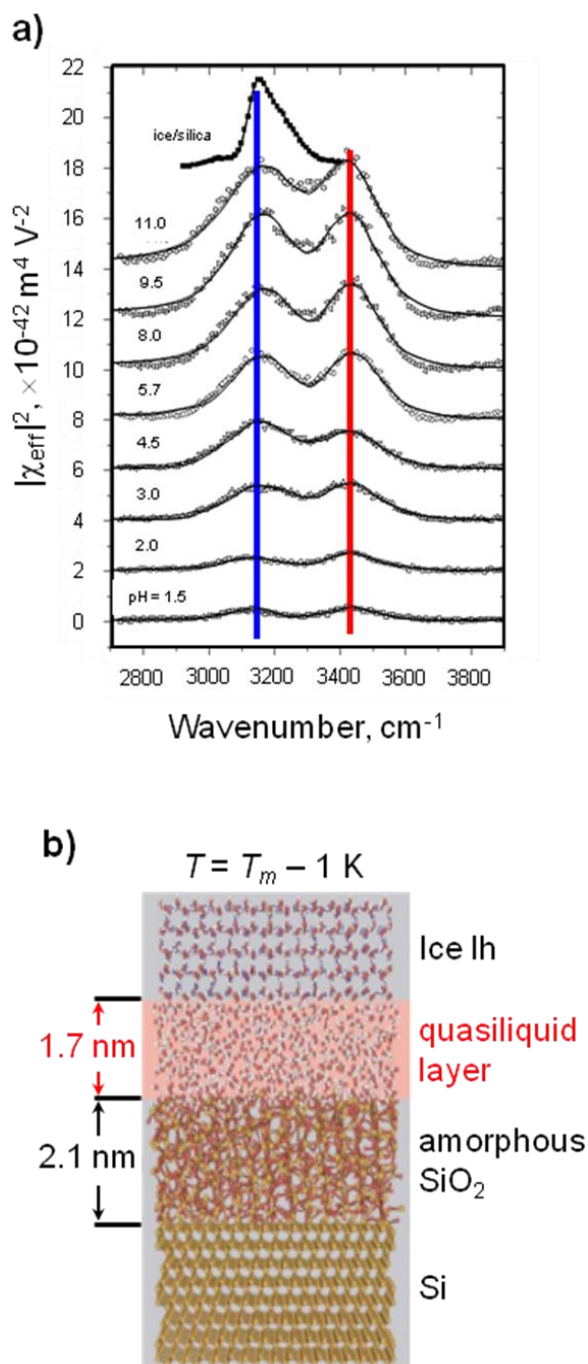 a)
22
20
18
16
14
12
10
8
6
4
2
0
|χeff|², ×10⁻⁴² m⁴ V⁻²
ice/silica
11.0
9.5
8.0
5.7
4.5
3.0
2.0
pH = 1.5
2800 3000 3200 3400 3600 3800
Wavenumber, cm⁻¹
b)
T = Tm – 1 K
Ice Ih
1.7 nm
quasiliquid
layer
2.1 nm
amorphous
SiO₂
Si